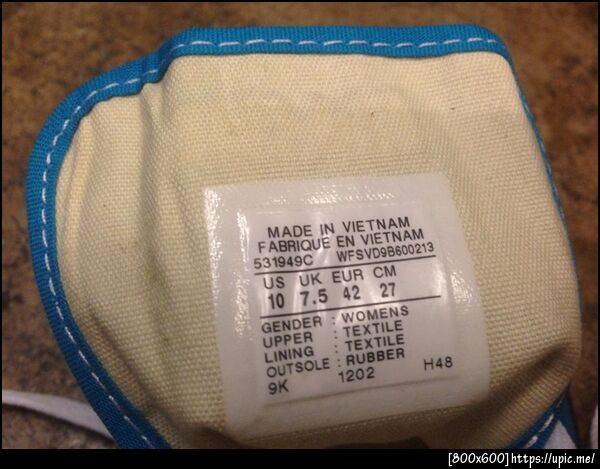 MADE IN VIETNAM
FABRIQUE EN VIETNAM
531949C WFSVD9B600213
US UK EUR CM
10 7.5 42 27
GENDER : WOMENS
UPPER : TEXTILE
LINING : TEXTILE
OUTSOLE : RUBBER
9K 1202 H48
[800x600]https://upic.me/